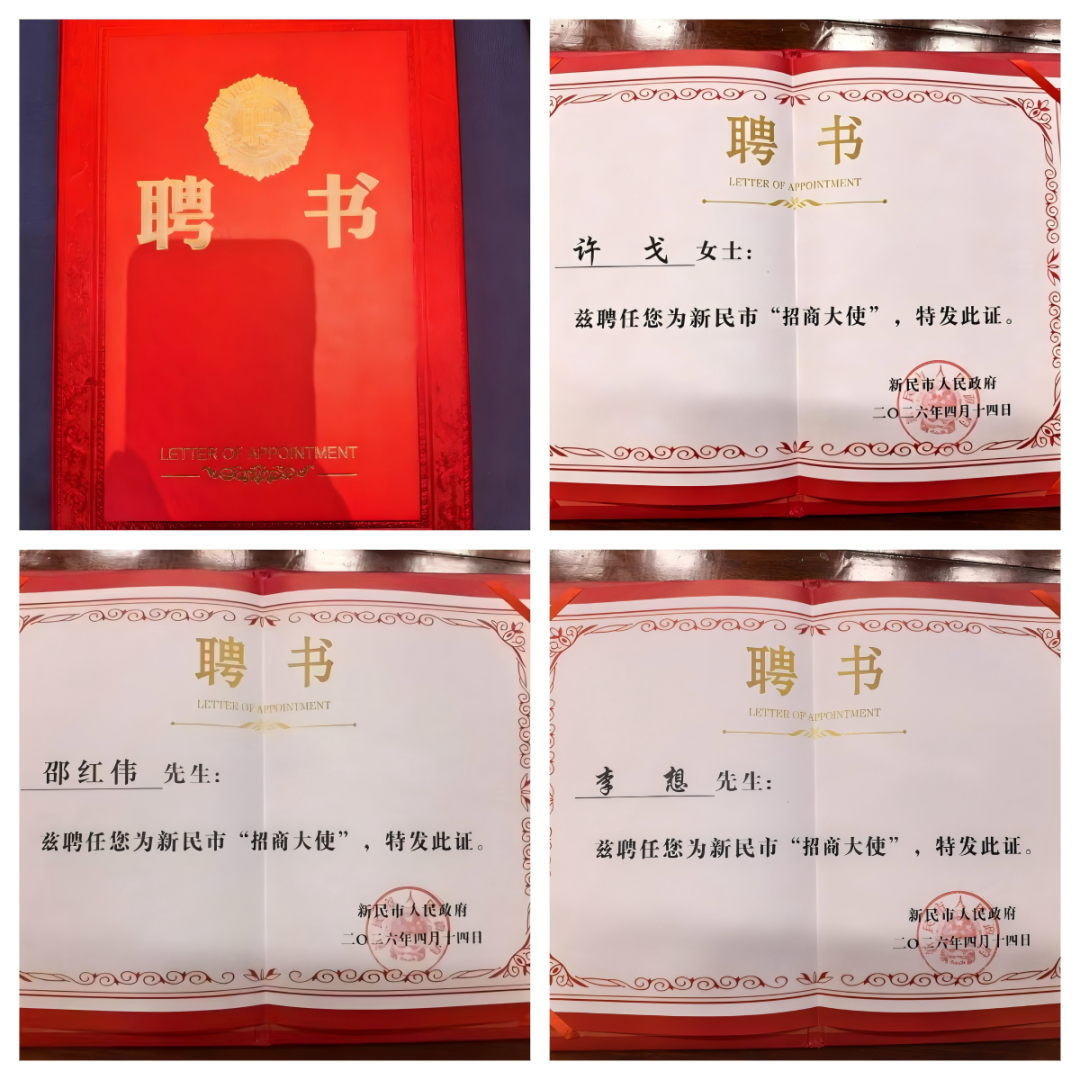 聘 书
LETTER OF APPOINTMENT
聘 书
LETTER OF APPOINTMENT
许 戈 女士：
兹聘任您为新民市“招商大使”，特发此证。
新民市人民政府
二〇二六年四月十四日
聘 书
LETTER OF APPOINTMENT
邵红伟 先生：
兹聘任您为新民市“招商大使”，特发此证。
新民市人民政府
二〇二六年四月十四日
聘 书
LETTER OF APPOINTMENT
李 想 先生：
兹聘任您为新民市“招商大使”，特发此证。
新民市人民政府
二〇二六年四月十四日